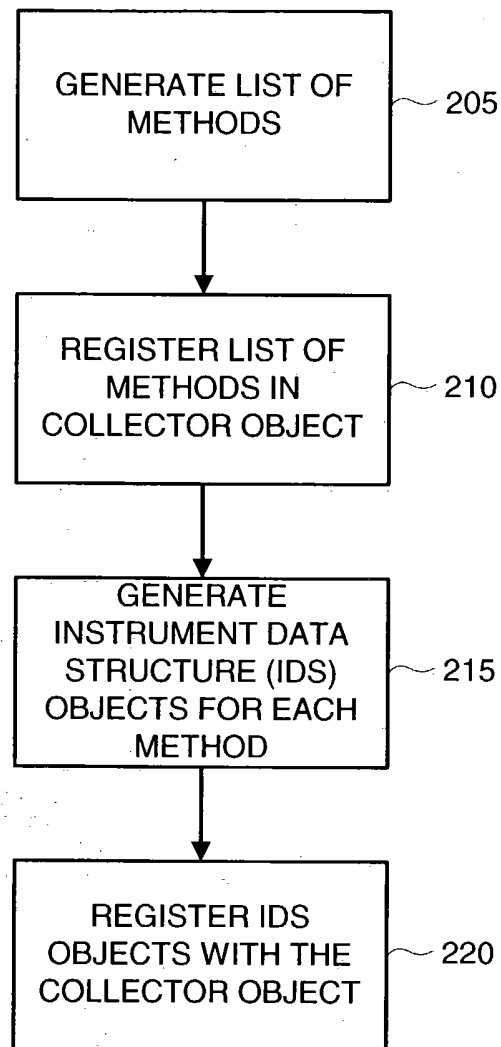 GENERATE LIST OF
METHODS
205
REGISTER LIST OF
METHODS IN
COLLECTOR OBJECT
210
GENERATE
INSTRUMENT DATA
STRUCTURE (IDS)
OBJECTS FOR EACH
METHOD
215
REGISTER IDS
OBJECTS WITH THE
COLLECTOR OBJECT
220